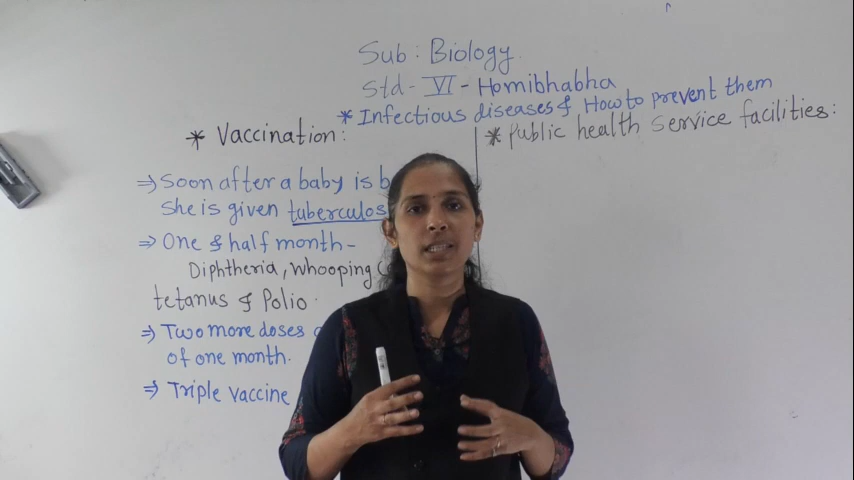 Sub : Biology.
Std - VI - Homibhabha
* Infectious diseases & How to prevent them
* Vaccination :
⇒ Soon after a baby is
She is given
⇒ One & half month -
Diphtheria, Whooping
tetanus & Polio.
⇒ Two more doses
of one month.
⇒ Triple vaccine
* Public health Service facilities :